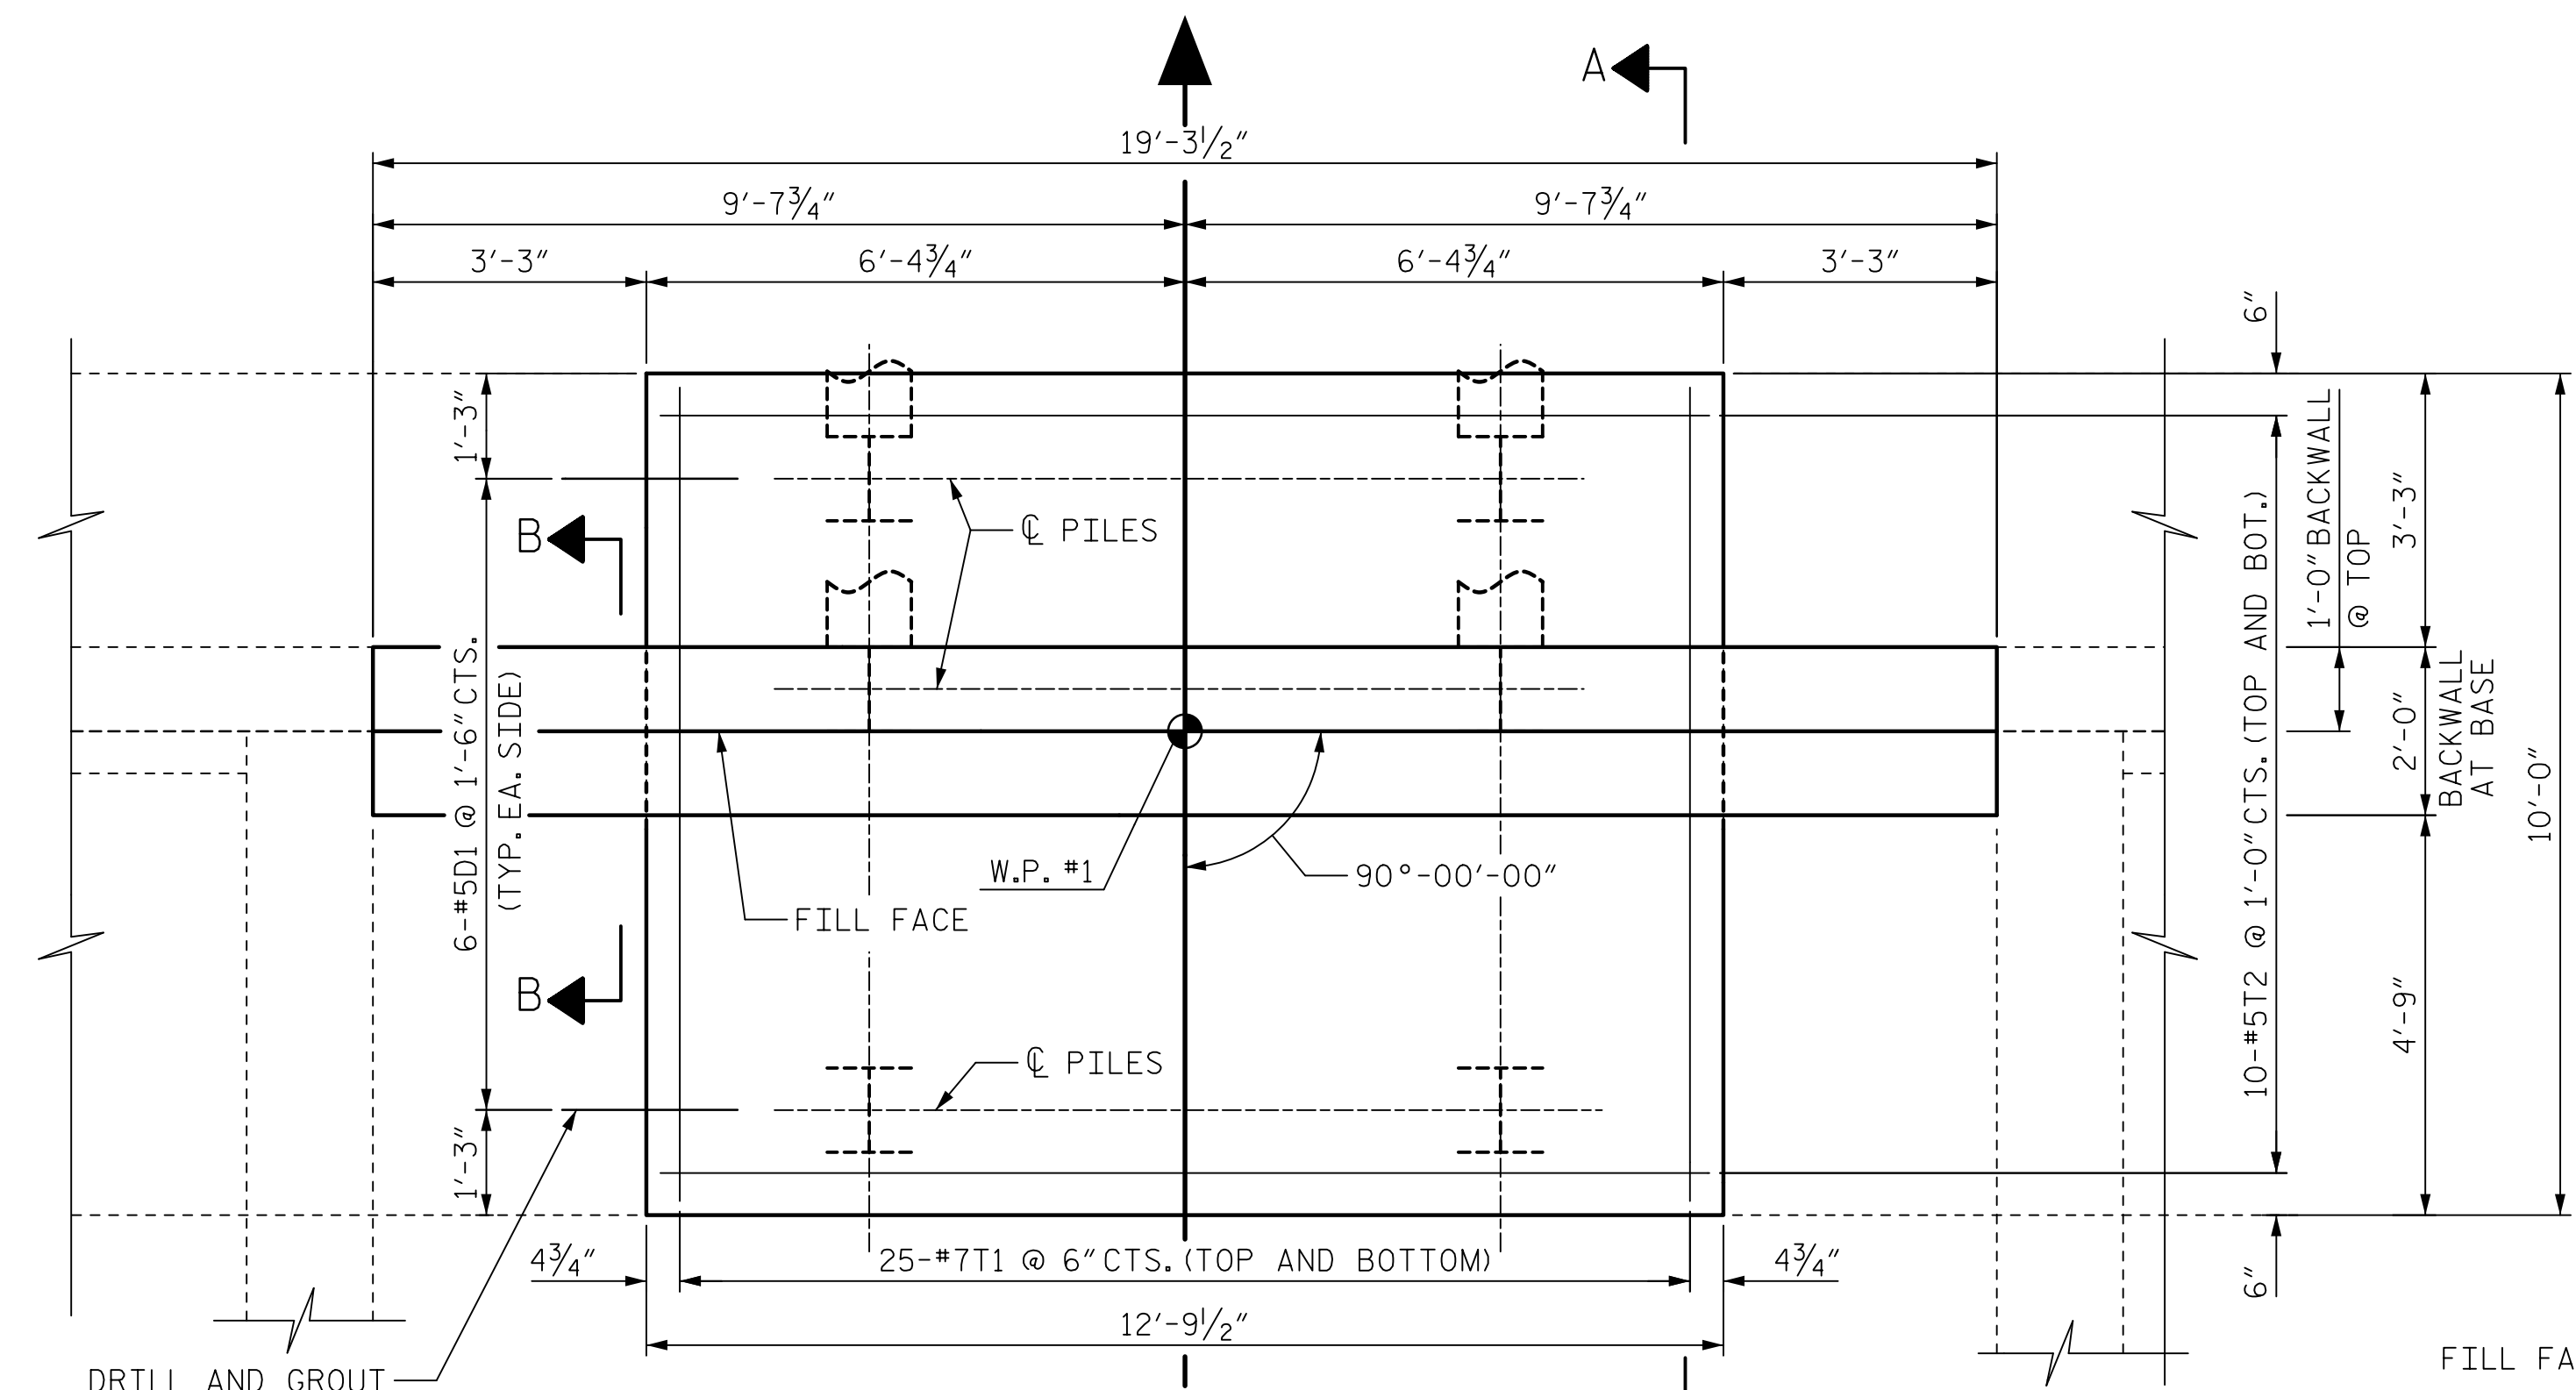 A
19′-3½″
9′-7¾″
9′-7¾″
3′-3″
6′-4¾″
6′-4¾″
3′-3″
6″
1′-3″
1′-0″ BACKWALL
@ TOP
3′-3″
B
℄ PILES
10-#5T2 @ 1′-0″ CTS. (TOP AND BOT.)
6-#5D1 @ 1′-6″ CTS.
(TYP. EA. SIDE)
2′-0″
BACKWALL
AT BASE
10′-0″
W.P. #1
90°-00′-00″
FILL FACE
B
4′-9″
℄ PILES
1′-3″
4¾″
25-#7T1 @ 6″ CTS. (TOP AND BOTTOM)
4¾″
6″
12′-9½″
DRILL AND GROUT
FILL FA